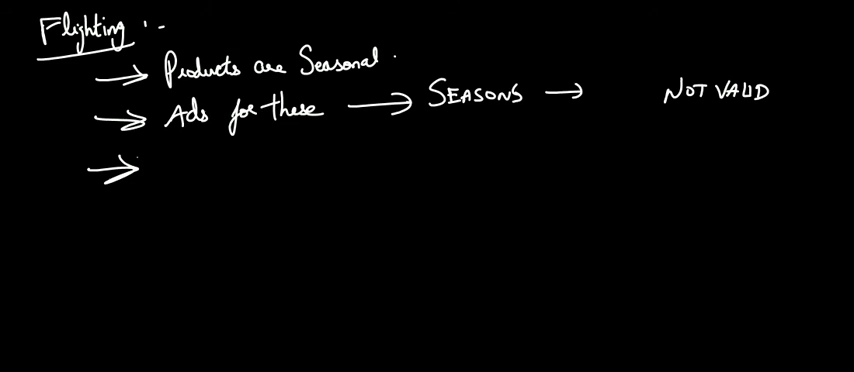 Flighting :-
→ Products are Seasonal.
→ Ads for these → SEASONS → NOT VALID
→